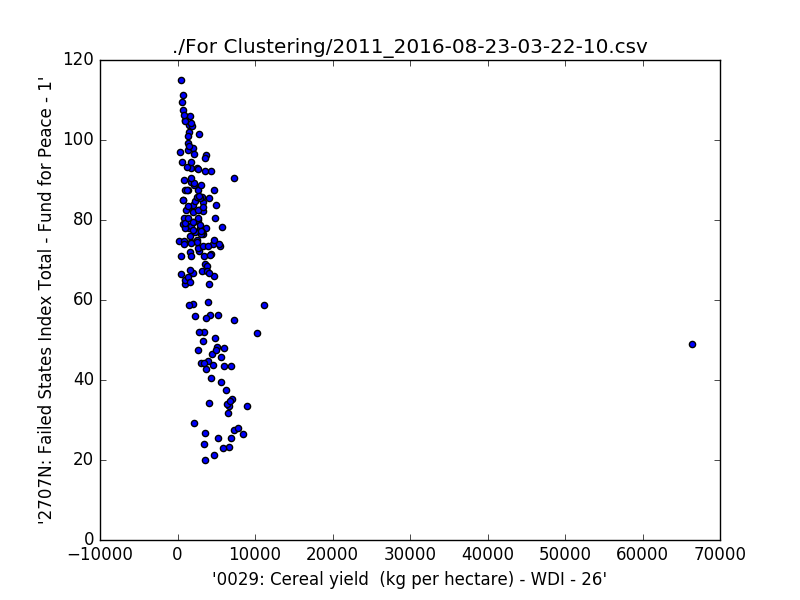 ./For Clustering/2011_2016-08-23-03-22-10.csv
120
100
80
60
40
20
0
'2707N: Failed States Index Total - Fund for Peace - 1'
−10000 0 10000 20000 30000 40000 50000 60000 70000
'0029: Cereal yield  (kg per hectare) - WDI - 26'